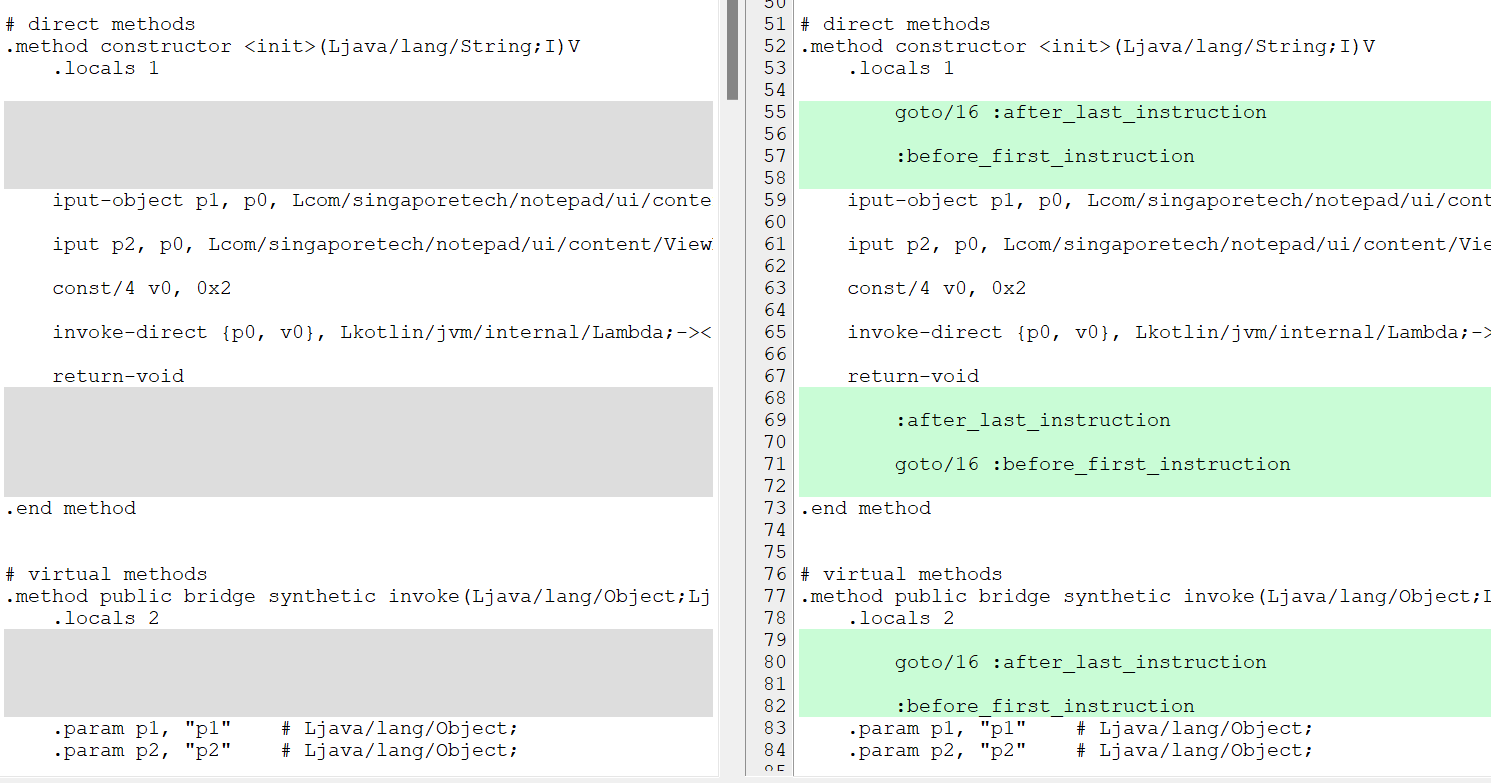 # direct methods
.method constructor <init>(Ljava/lang/String;I)V
.locals 1
iput-object p1, p0, Lcom/singaporetech/notepad/ui/conte
iput p2, p0, Lcom/singaporetech/notepad/ui/content/View
const/4 v0, 0x2
invoke-direct {p0, v0}, Lkotlin/jvm/internal/Lambda;-><
return-void
.end method
# virtual methods
.method public bridge synthetic invoke(Ljava/lang/Object;Lj
.locals 2
.param p1, "p1" # Ljava/lang/Object;
.param p2, "p2" # Ljava/lang/Object;
50
51 # direct methods
52 .method constructor <init>(Ljava/lang/String;I)V
53 .locals 1
54
55 goto/16 :after_last_instruction
56
57 :before_first_instruction
58
59 iput-object p1, p0, Lcom/singaporetech/notepad/ui/cont
60
61 iput p2, p0, Lcom/singaporetech/notepad/ui/content/Vie
62
63 const/4 v0, 0x2
64
65 invoke-direct {p0, v0}, Lkotlin/jvm/internal/Lambda;->
66
67 return-void
68
69 :after_last_instruction
70
71 goto/16 :before_first_instruction
72
73 .end method
74
75
76 # virtual methods
77 .method public bridge synthetic invoke(Ljava/lang/Object;L
78 .locals 2
79
80 goto/16 :after_last_instruction
81
82 :before_first_instruction
83 .param p1, "p1" # Ljava/lang/Object;
84 .param p2, "p2" # Ljava/lang/Object;